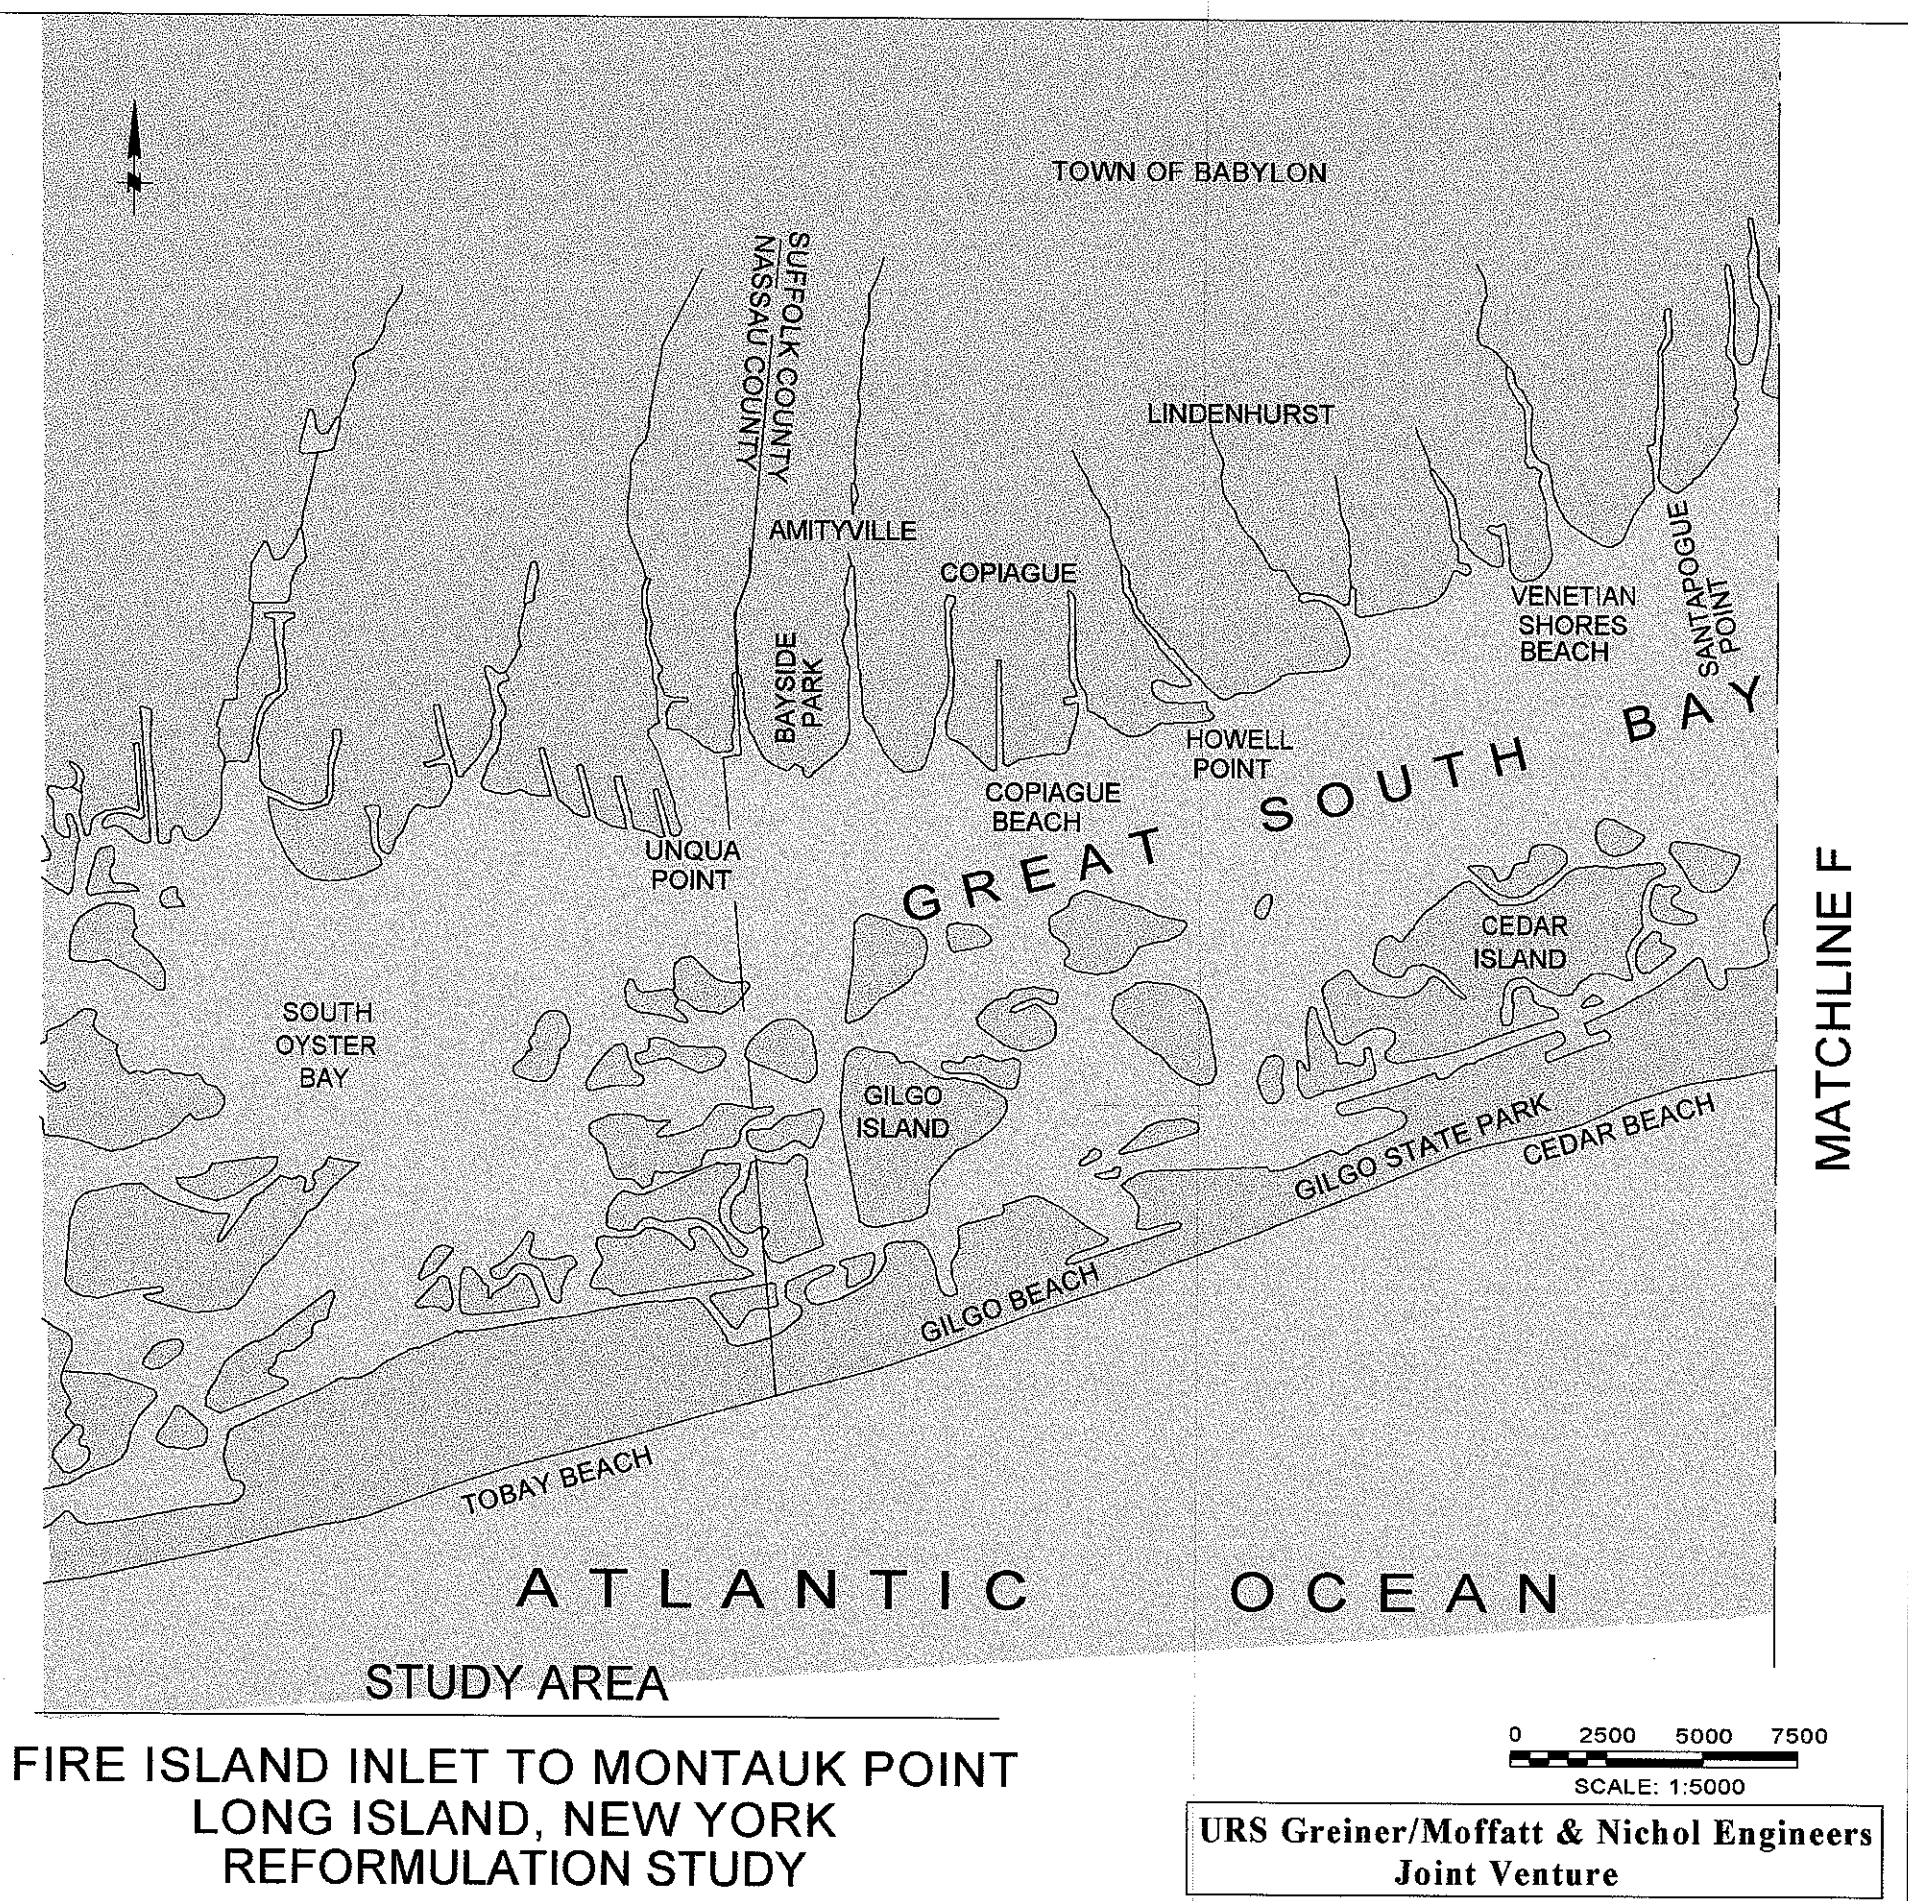 TOWN OF BABYLON
SUFFOLK COUNTY
NASSAU COUNTY
LINDENHURST
AMITYVILLE
COPIAGUE
VENETIAN
SHORES
BEACH
SANTAPOGUE
POINT
BAYSIDE
PARK
HOWELL
POINT
COPIAGUE
BEACH
UNQUA
POINT
GREAT SOUTH BAY
CEDAR
ISLAND
SOUTH
OYSTER
BAY
GILGO
ISLAND
GILGO STATE PARK
CEDAR BEACH
GILGO BEACH
TOBAY BEACH
MATCHLINE F
ATLANTIC OCEAN
STUDY AREA
FIRE ISLAND INLET TO MONTAUK POINT
LONG ISLAND, NEW YORK
REFORMULATION STUDY
0 2500 5000 7500
SCALE: 1:5000
URS Greiner/Moffatt & Nichol Engineers
Joint Venture